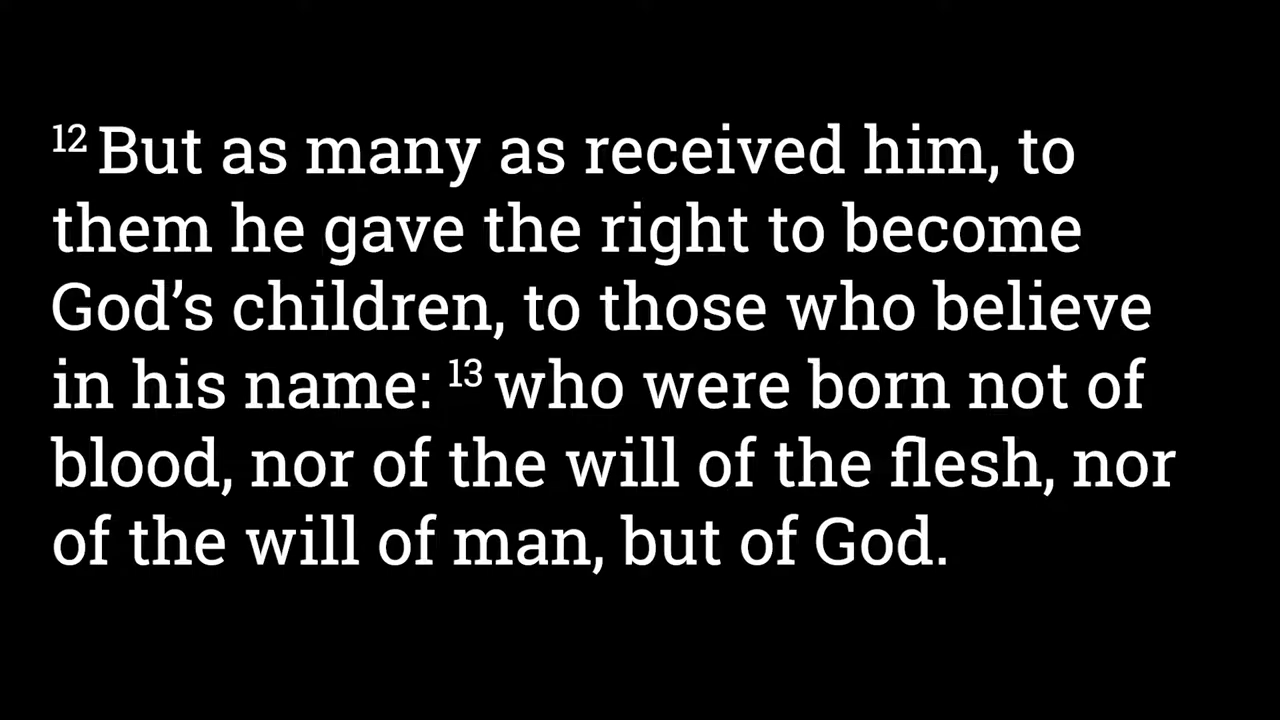 12 But as many as received him, to
them he gave the right to become
God’s children, to those who believe
in his name: 13 who were born not of
blood, nor of the will of the flesh, nor
of the will of man, but of God.